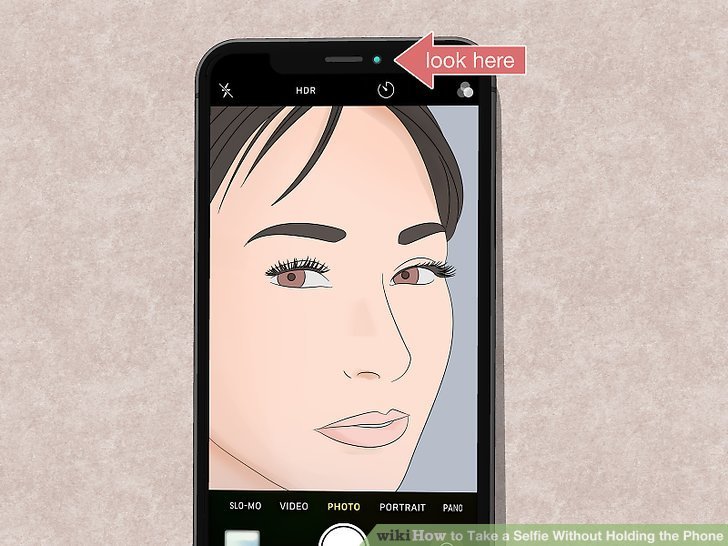 look here
HDR
SLO-MO VIDEO PHOTO PORTRAIT PANO
wikiHow to Take a Selfie Without Holding the Phone